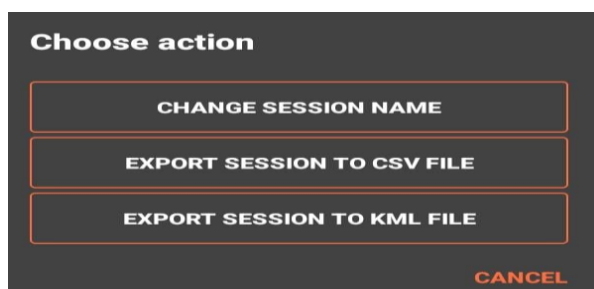 Choose action
CHANGE SESSION NAME
EXPORT SESSION TO CSV FILE
EXPORT SESSION TO KML FILE
CANCEL